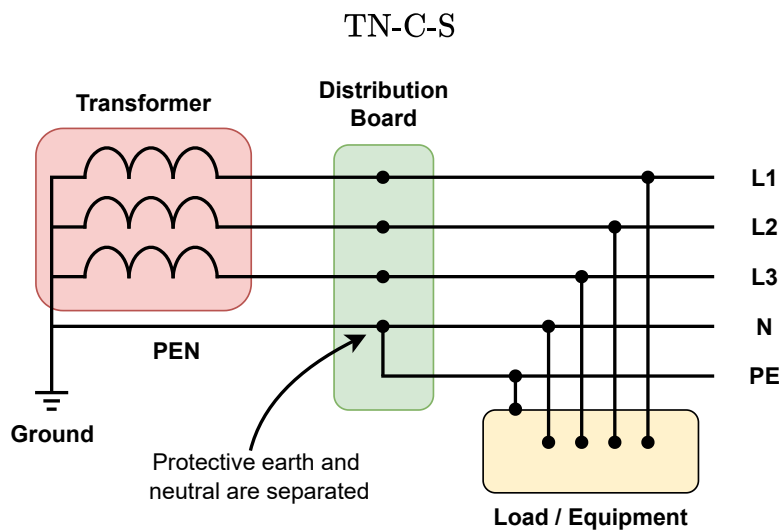 TN-C-S
Transformer
Distribution
Board
L1
L2
L3
N
PEN
PE
Ground
Protective earth and
neutral are separated
Load / Equipment